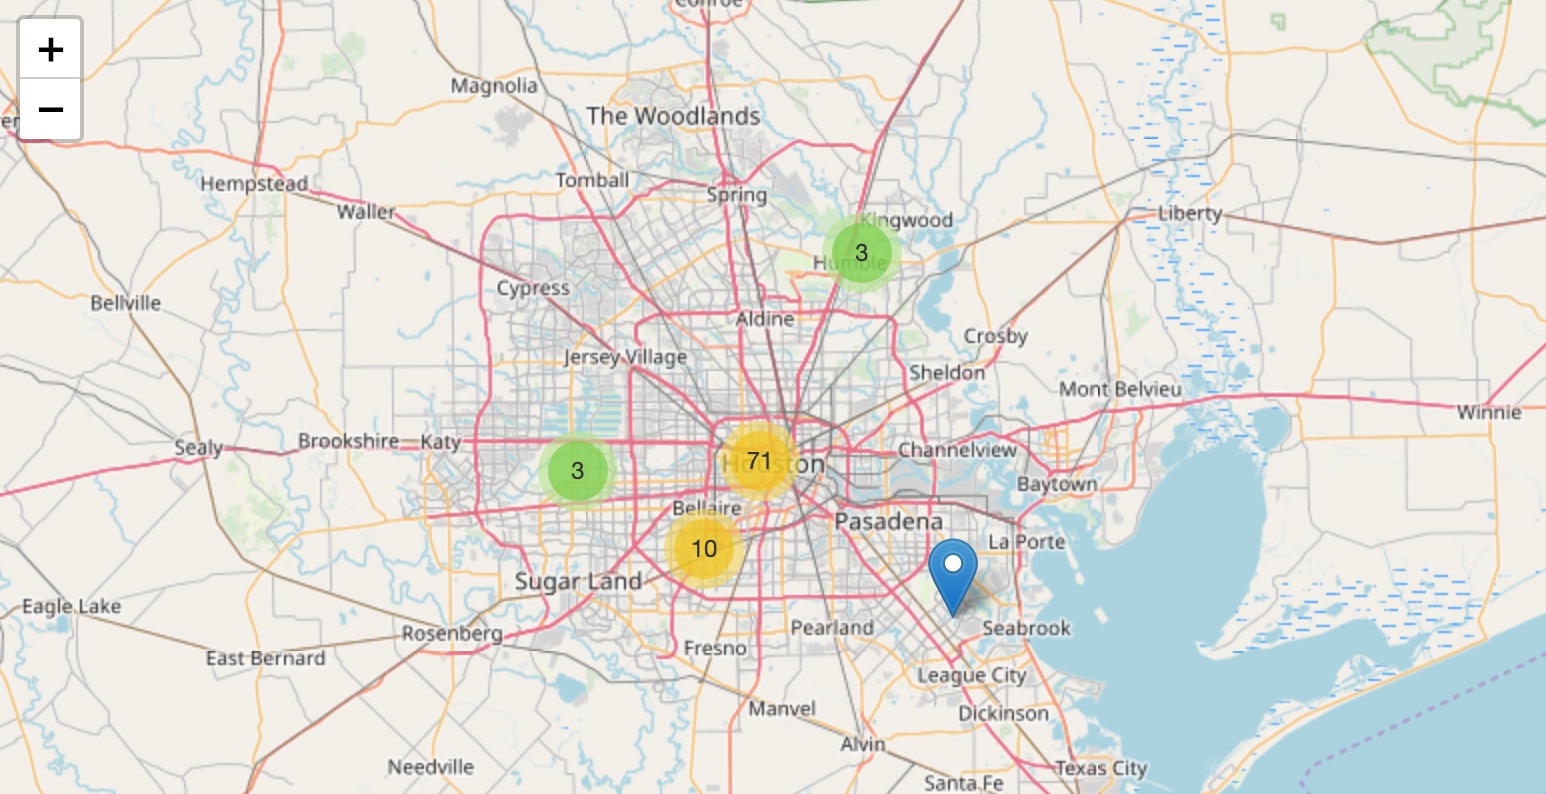 Conroe
+
Magnolia
−
The Woodlands
Tomball
Hempstead
Spring
Waller
Liberty
Kingwood
3
Humble
Cypress
Bellville
Aldine
Crosby
Jersey Village
Sheldon
Mont Belvieu
Winnie
Brookshire
Katy
Sealy
Channelview
71
Houston
3
Baytown
Bellaire
Pasadena
La Porte
10
Sugar Land
Eagle Lake
Pearland
Seabrook
Rosenberg
Fresno
East Bernard
League City
Manvel
Dickinson
Alvin
Needville
Texas City
Santa Fe